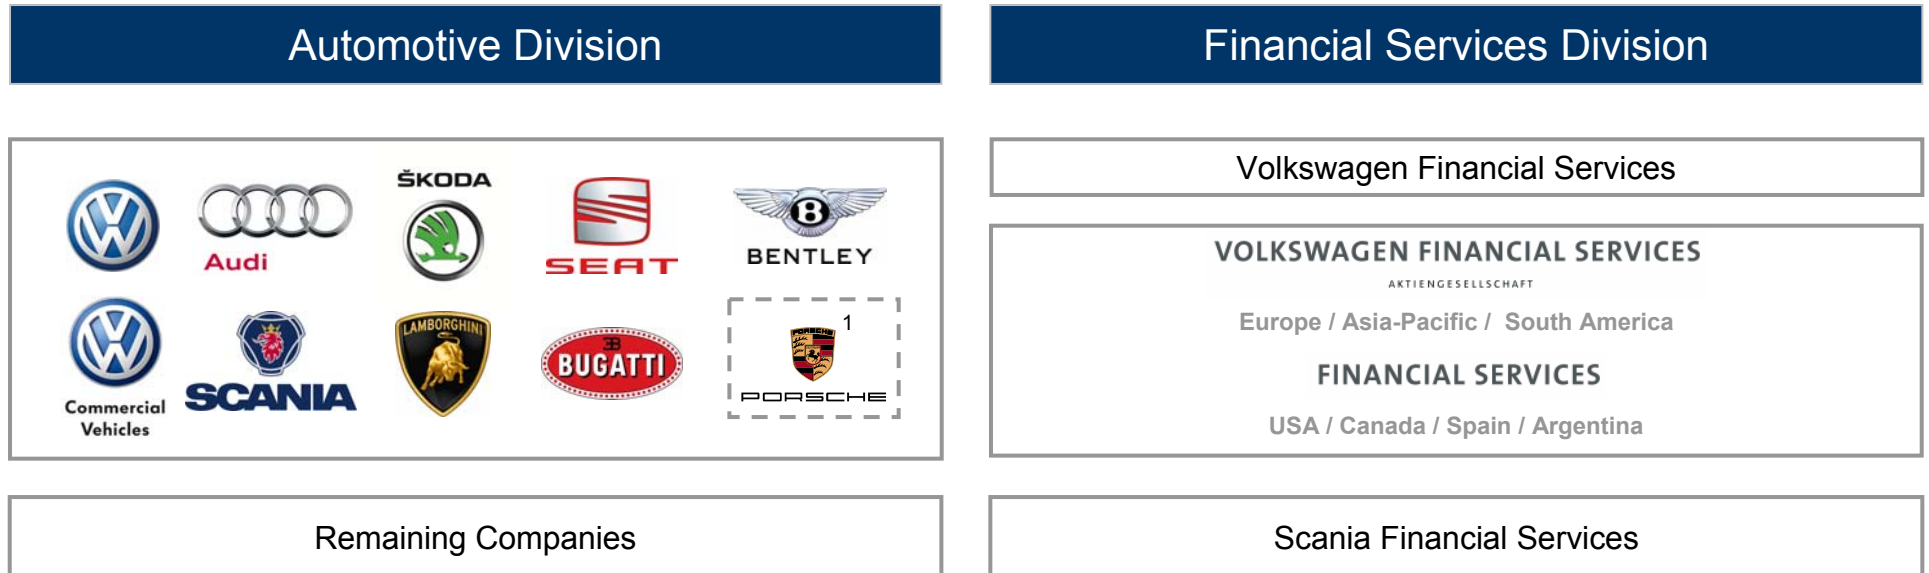 Automotive Division
Financial Services Division
Audi
ŠKODA
SEAT
B
BENTLEY
Commercial
Vehicles
SCANIA
LAMBORGHINI
EB
BUGATTI
PORSCHE
1
PORSCHE
Remaining Companies
Volkswagen Financial Services
VOLKSWAGEN FINANCIAL SERVICES
AKTIENGESELLSCHAFT
Europe / Asia-Pacific / South America
FINANCIAL SERVICES
USA / Canada / Spain / Argentina
Scania Financial Services